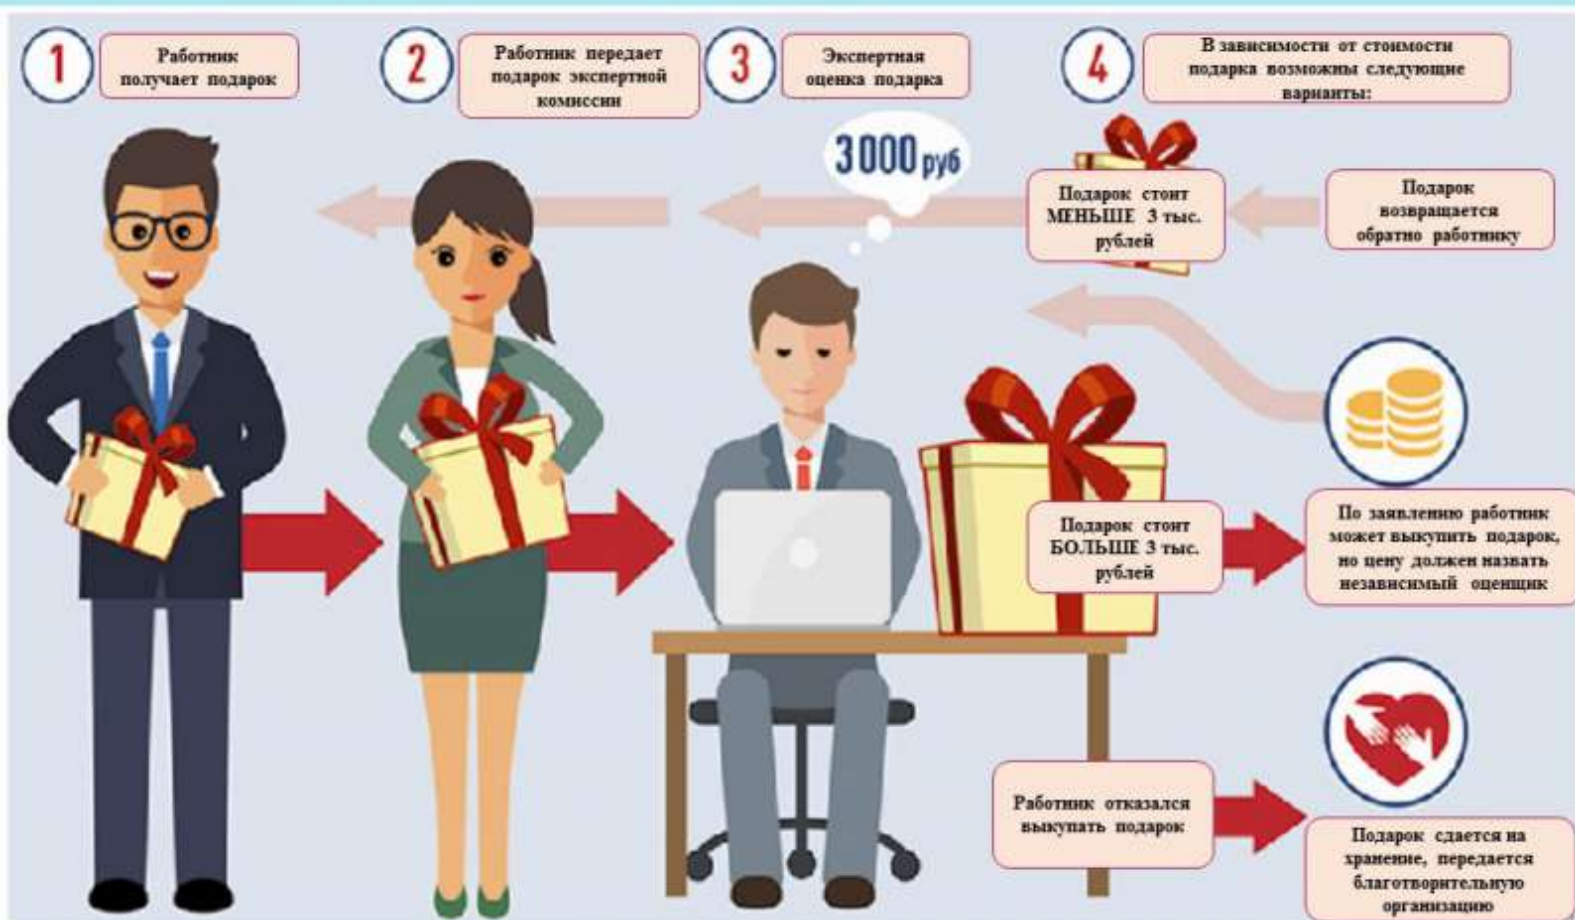 1
Работник
получает подарок
2
Работник передает
подарок экспертной
комиссии
3
Экспертная
оценка подарка
4
В зависимости от стоимости
подарка возможны следующие
варианты:
3000 руб
Подарок стоит
МЕНЬШЕ 3 тыс.
рублей
Подарок
возвращается
обратно работнику
Подарок стоит
БОЛЬШЕ 3 тыс.
рублей
По заявлению работник
может выкупить подарок,
но цену должен назвать
независимый оценщик
Работник отказался
выкупать подарок
Подарок сдается на
хранение, передается
благотворительную
организацию